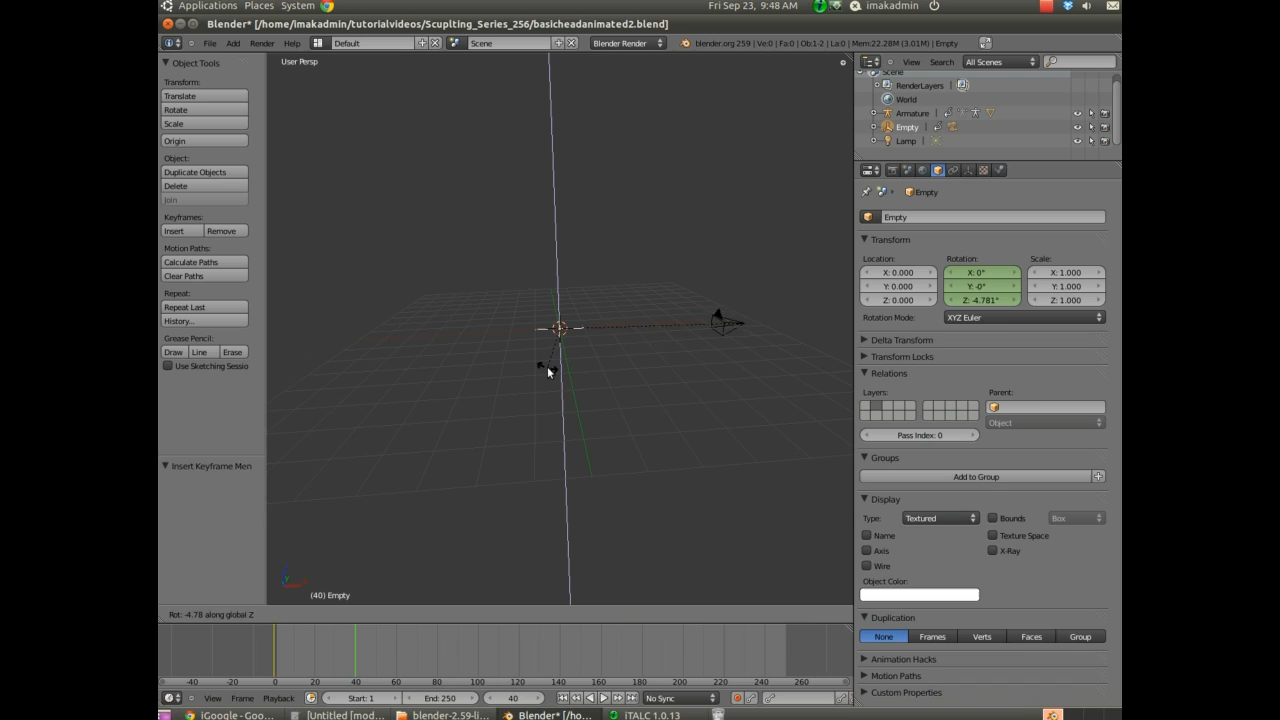 Applications Places System Fri Sep 23, 9:48 AM imakadmin
Blender* [/home/imakadmin/tutorialvideos/Scuplting_Series_256/basicheadanimated2.blend]
File Add Render Help Default Scene Blender Render blender.org 259 | Ve:0 | Fa:0 | Ob:1-2 | La:0 | Mem:22.28M (3.01M) | Empty
Object Tools
Transform:
Translate
Rotate
Scale
Origin
Object:
Duplicate Objects
Delete
Join
Keyframes:
Insert Remove
Motion Paths:
Calculate Paths
Clear Paths
Repeat:
Repeat Last
History...
Grease Pencil:
Draw Line Erase
Use Sketching Sessio
Insert Keyframe Men
User Persp
(40) Empty
Rot: -4.78 along global Z
View Search All Scenes
Scene
RenderLayers
World
Armature
Empty
Lamp
Empty
Empty
Transform
Location: Rotation: Scale:
X: 0.000 X: 0° X: 1.000
Y: 0.000 Y: -0° Y: 1.000
Z: 0.000 Z: -4.781° Z: 1.000
Rotation Mode: XYZ Euler
Delta Transform
Transform Locks
Relations
Layers: Parent:
Object
Pass Index: 0
Groups
Add to Group
Display
Type: Textured Bounds Box
Name Texture Space
Axis X-Ray
Wire
Object Color:
Duplication
None Frames Verts Faces Group
Animation Hacks
Motion Paths
Custom Properties
-40 -20 0 20 40 60 80 100 120 140 160 180 200 220 240 260
View Frame Playback Start: 1 End: 250 40 No Sync
iGoogle - Goo... [Untitled [mod... blender-2.59-li... Blender* [/ho... iTALC 1.0.13